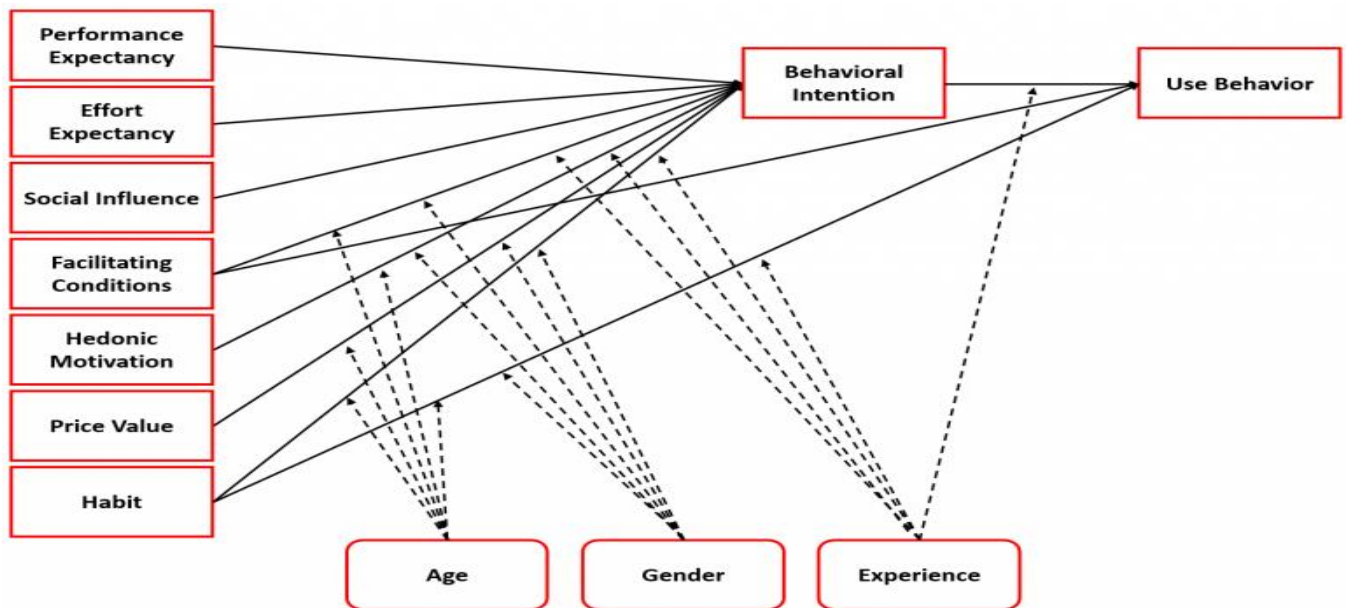 Performance
Expectancy
Effort
Expectancy
Social Influence
Facilitating
Conditions
Hedonic
Motivation
Price Value
Habit
Behavioral
Intention
Use Behavior
Age
Gender
Experience